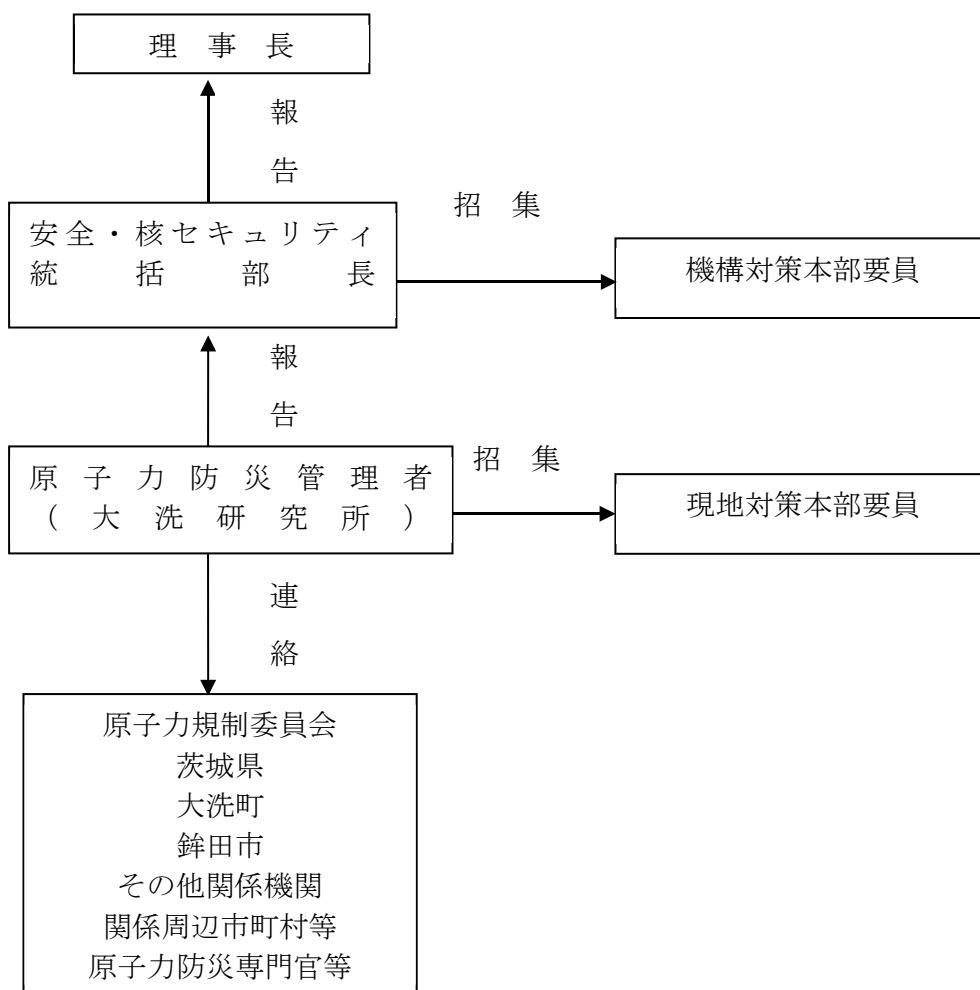 理事長
報
告
招集
安全・核セキュリティ
統括部長
機構対策本部要員
報
告
招集
原子力防災管理者
（大洗研究所）
現地対策本部要員
連
絡
原子力規制委員会
茨城県
大洗町
鉾田市
その他関係機関
関係周辺市町村等
原子力防災専門官等